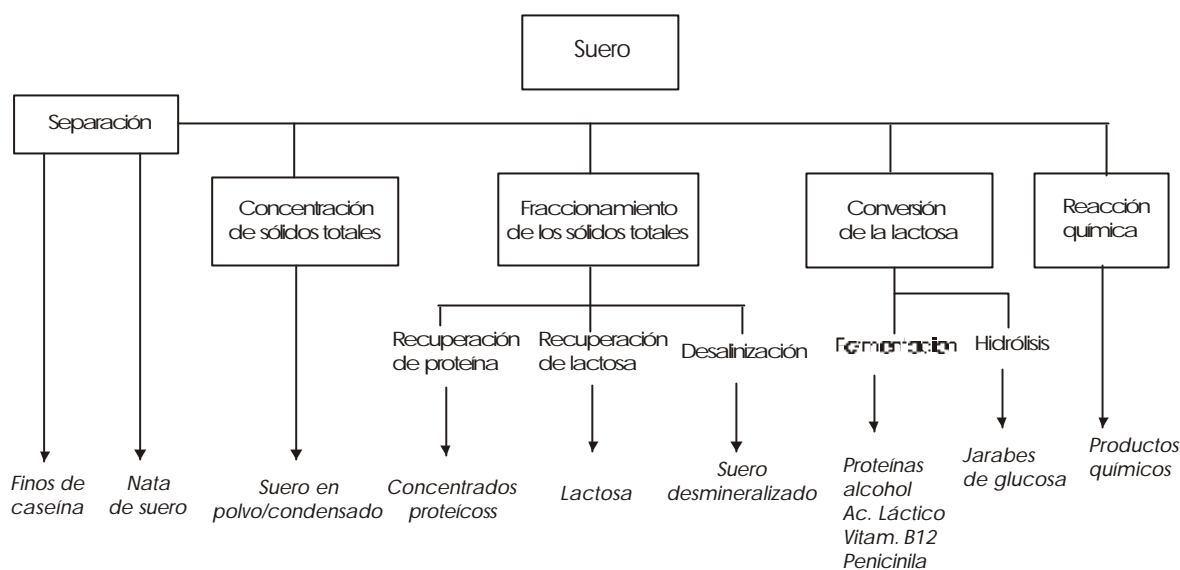 Suero
Separación
Concentración
de sólidos totales
Fraccionamiento
de los sólidos totales
Conversión
de la lactosa
Reacción
química
Recuperación
de proteína
Recuperación
de lactosa
Desalinización
Fermentacion
Hidrólisis
Finos de
caseína
Nata
de suero
Suero en
polvo/condensado
Concentrados
proteícoss
Lactosa
Suero
desmineralizado
Proteínas
alcohol
Ac. Láctico
Vitam. B12
Penicinila
Jarabes
de glucosa
Productos
químicos